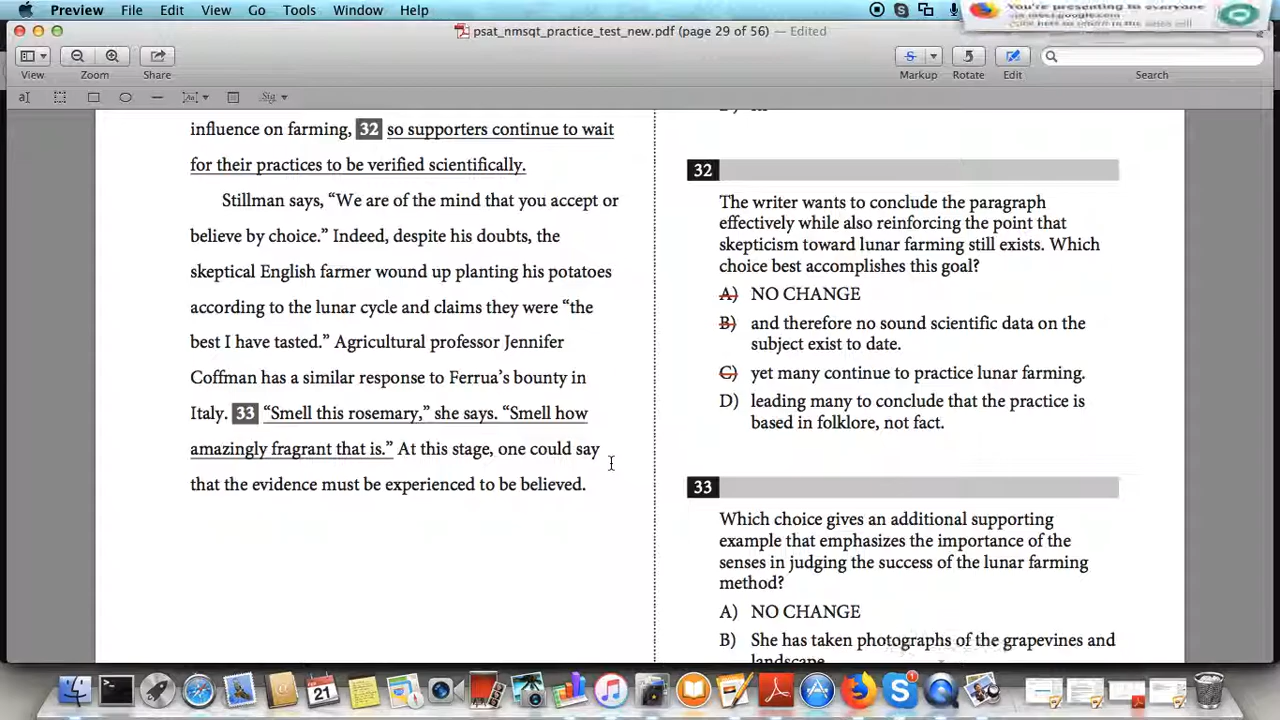 Preview File Edit View Go Tools Window Help
You're presenting to everyone
psat_nmsqt_practice_test_new.pdf (page 29 of 56) — Edited
View Zoom Share Markup Rotate Edit Search
influence on farming, 32 so supporters continue to wait
for their practices to be verified scientifically.
Stillman says, “We are of the mind that you accept or
believe by choice.” Indeed, despite his doubts, the
skeptical English farmer wound up planting his potatoes
according to the lunar cycle and claims they were “the
best I have tasted.” Agricultural professor Jennifer
Coffman has a similar response to Ferrua’s bounty in
Italy. 33 “Smell this rosemary,” she says. “Smell how
amazingly fragrant that is.” At this stage, one could say
that the evidence must be experienced to be believed.
32
The writer wants to conclude the paragraph
effectively while also reinforcing the point that
skepticism toward lunar farming still exists. Which
choice best accomplishes this goal?
A) NO CHANGE
B) and therefore no sound scientific data on the
subject exist to date.
C) yet many continue to practice lunar farming.
D) leading many to conclude that the practice is
based in folklore, not fact.
33
Which choice gives an additional supporting
example that emphasizes the importance of the
senses in judging the success of the lunar farming
method?
A) NO CHANGE
B) She has taken photographs of the grapevines and
landscape
21